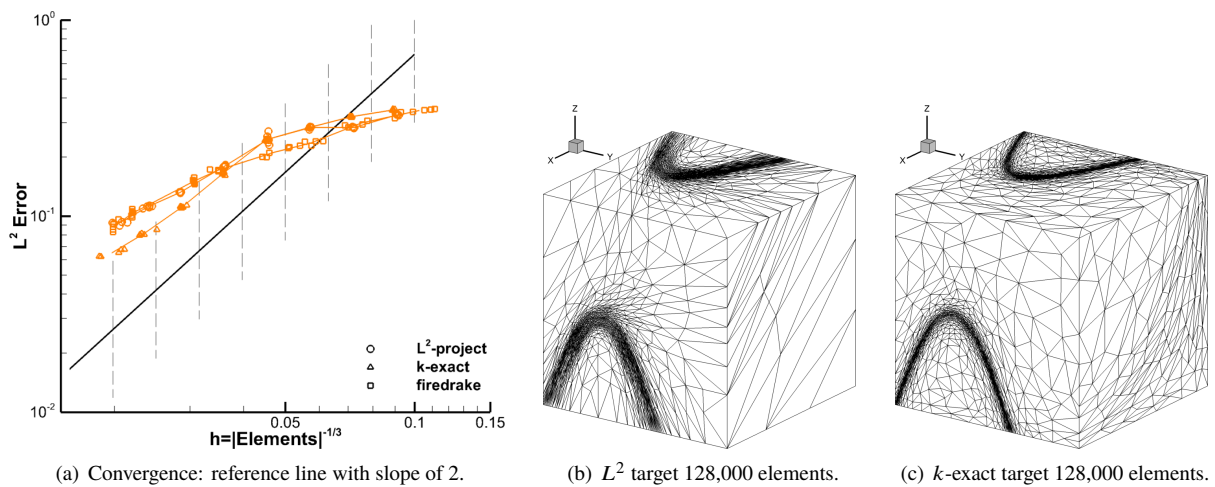 10⁰
10⁻¹
10⁻²
L² Error
0.05
0.1
0.15
h=|Elements|⁻¹/³
L²-project
k-exact
firedrake
(a) Convergence: reference line with slope of 2.
Z
X
Y
(b) L² target 128,000 elements.
Z
X
Y
(c) k-exact target 128,000 elements.